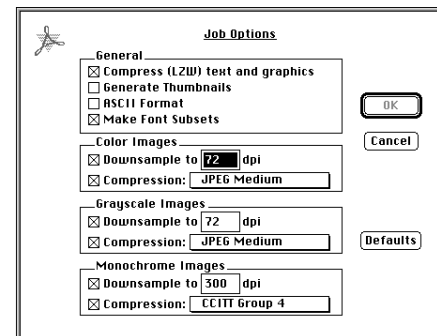 Job Options
General
Compress (LZW) text and graphics
Generate Thumbnails
ASCII Format
Make Font Subsets
OK
Color Images
Cancel
Downsample to 72 dpi
Compression: JPEG Medium
Grayscale Images
Downsample to 72 dpi
Defaults
Compression: JPEG Medium
Monochrome Images
Downsample to 300 dpi
Compression: CCITT Group 4